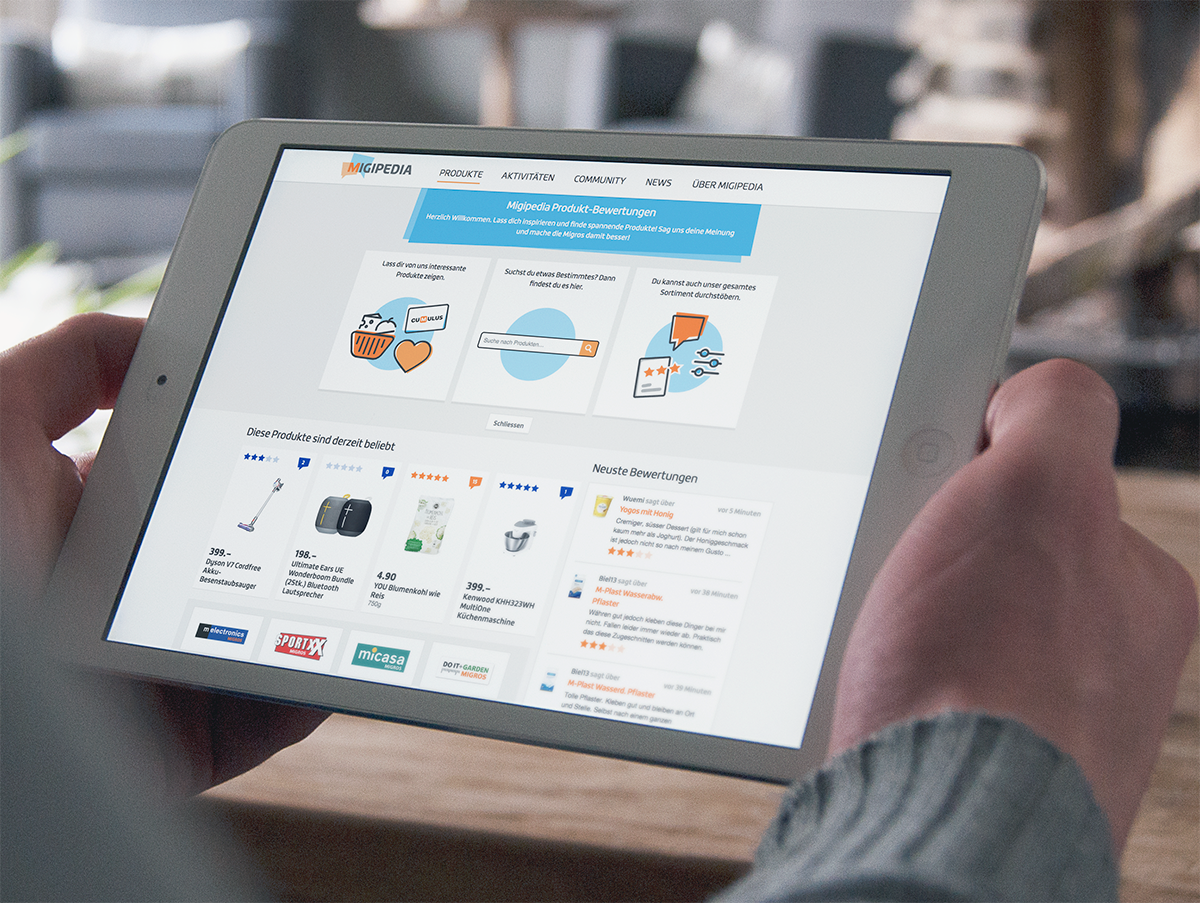 MIGIPEDIA
PRODUKTE AKTIVITÄTEN COMMUNITY NEWS ÜBER MIGIPEDIA
Migipedia Produkt-Bewertungen
Herzlich Willkommen. Lass dich inspirieren und finde spannende Produkte! Sag uns deine Meinung
und mache die Migros damit besser!
Lass dir von uns interessante
Produkte zeigen.
CUMULUS
Suchst du etwas Bestimmtes? Dann
findest du es hier.
Suche nach Produkten...
Du kannst auch unser gesamtes
Sortiment durchstöbern.
Schliessen
Diese Produkte sind derzeit beliebt
2
399.–
Dyson V7 Cordfree
Akku-
Besenstaubsauger
0
198.–
Ultimate Ears UE
Wonderboom Bundle
(2Stk.) Bluetooth
Lautsprecher
15
4.90
YOU Blumenkohl wie
Reis
750g
1
399.–
Kenwood KHH323WH
MultiOne
Küchenmaschine
m electronics
MIGROS
SPORTXX
MIGROS
micasa
MIGROS
DO IT + GARDEN
MIGROS
Neuste Bewertungen
Wuemi sagt über
vor 5 Minuten
Yogos mit Honig
Cremiger, süsser Dessert (gilt für mich schon
kaum mehr als Joghurt). Der Honiggeschmack
ist jedoch nicht so nach meinem Gusto ...
Biel13 sagt über
vor 38 Minuten
M-Plast Wasserabw.
Pflaster
Währen gut jedoch kleben diese Dinger bei mir
nicht. Fallen leider immer wieder ab. Praktisch
das diese Zugeschnitten werden können.
Biel13 sagt über
vor 39 Minuten
M-Plast Wasserd. Pflaster
Tolle Pflaster. Kleben gut und bleiben an Ort
und Stelle. Selbst nach einem ganzen